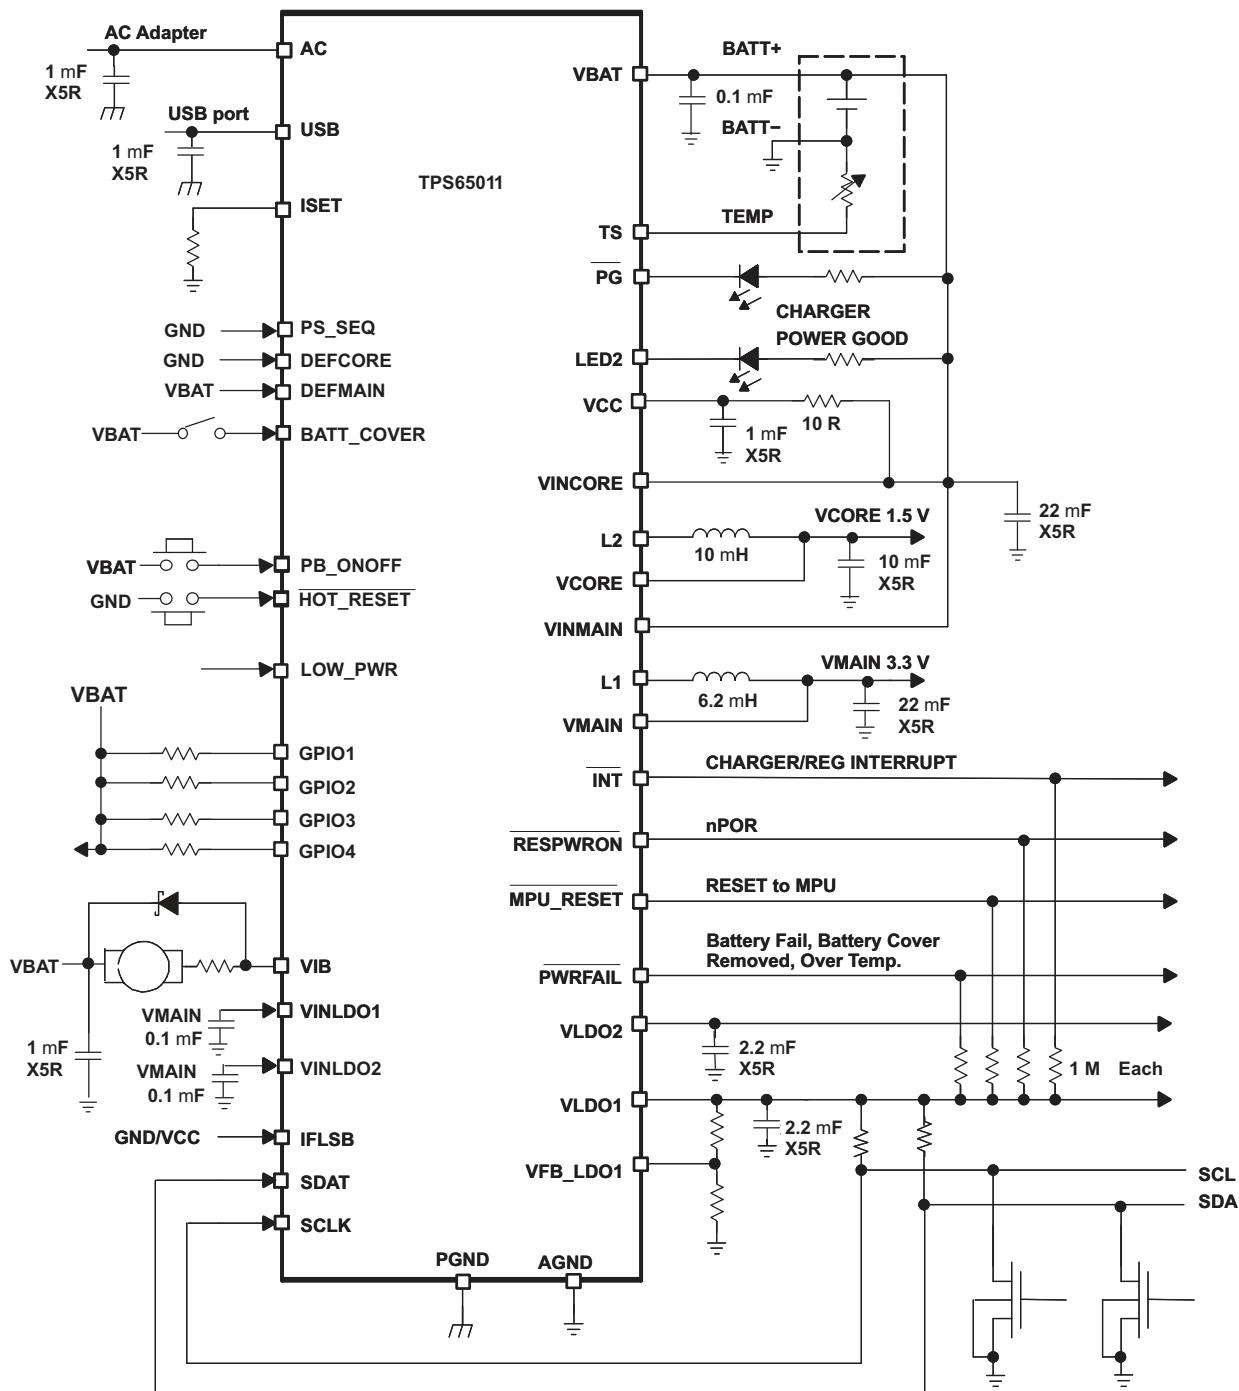 AC Adapter
AC
1 mF
X5R
USB port
USB
1 mF
X5R
ISET
GND
PS_SEQ
GND
DEFCORE
VBAT
DEFMAIN
VBAT
BATT_COVER
VBAT
PB_ONOFF
GND
HOT_RESET
LOW_PWR
VBAT
GPIO1
GPIO2
GPIO3
GPIO4
VBAT
VIB
1 mF
X5R
VMAIN
0.1 mF
VINLDO1
VMAIN
0.1 mF
VINLDO2
GND/VCC
IFLSB
SDAT
SCLK
TPS65011
PGND
AGND
VBAT
BATT+
0.1 mF
BATT−
TS
TEMP
PG
CHARGER
POWER GOOD
LED2
VCC
1 mF
X5R
10 R
VINCORE
22 mF
X5R
L2
10 mH
VCORE 1.5 V
10 mF
X5R
VCORE
VINMAIN
L1
6.2 mH
VMAIN 3.3 V
22 mF
X5R
VMAIN
INT
CHARGER/REG INTERRUPT
RESPWRON
nPOR
MPU_RESET
RESET to MPU
PWRFAIL
Battery Fail, Battery Cover
Removed, Over Temp.
VLDO2
2.2 mF
X5R
1 M Each
VLDO1
2.2 mF
X5R
VFB_LDO1
SCL
SDA